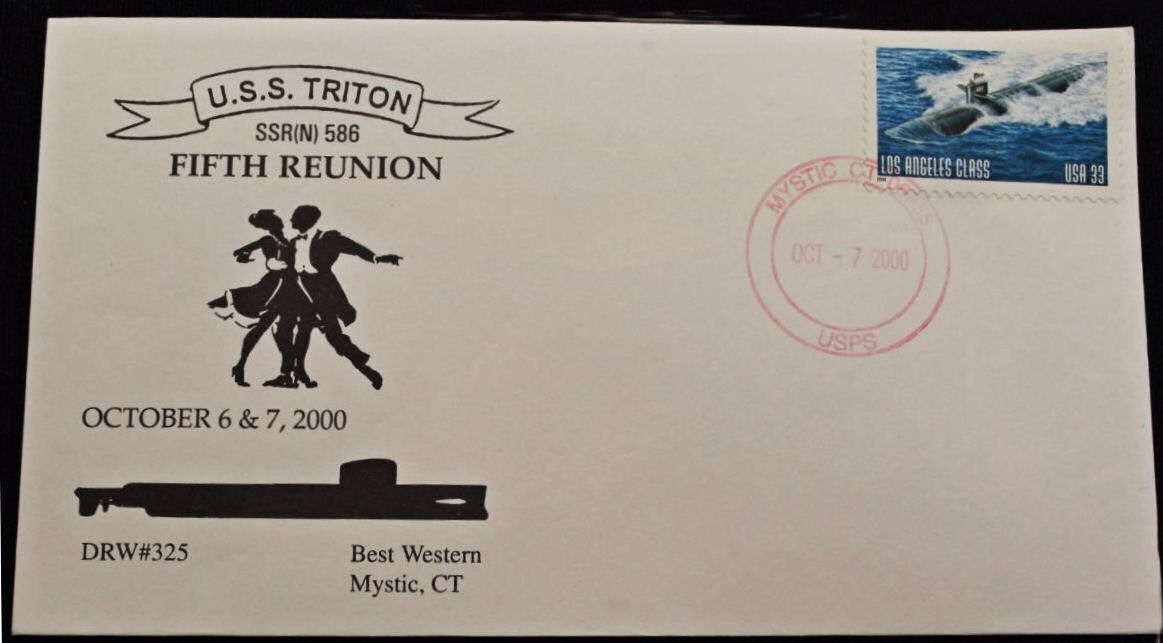 U.S.S. TRITON
SSR(N) 586
FIFTH REUNION
OCTOBER 6 & 7, 2000
DRW#325
Best Western
Mystic, CT
LOS ANGELES CLASS
USA 33
MYSTIC CT
OCT - 7 2000
USPS